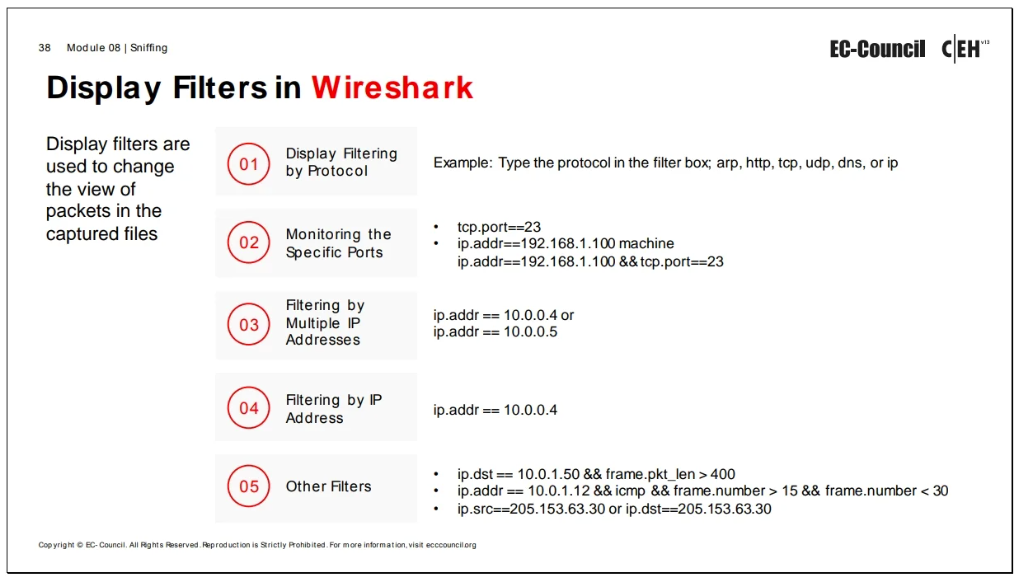 38 Module 08 | Sniffing
EC-Council C|EH v13
Display Filters in Wireshark
Display filters are
used to change
the view of
packets in the
captured files
01
Display Filtering
by Protocol
Example: Type the protocol in the filter box; arp, http, tcp, udp, dns, or ip
02
Monitoring the
Specific Ports
• tcp.port==23
• ip.addr==192.168.1.100 machine
ip.addr==192.168.1.100 && tcp.port==23
03
Filtering by
Multiple IP
Addresses
ip.addr == 10.0.0.4 or
ip.addr == 10.0.0.5
04
Filtering by IP
Address
ip.addr == 10.0.0.4
05
Other Filters
• ip.dst == 10.0.1.50 && frame.pkt_len > 400
• ip.addr == 10.0.1.12 && icmp && frame.number > 15 && frame.number < 30
• ip.src==205.153.63.30 or ip.dst==205.153.63.30
Copyright © EC-Council. All Rights Reserved. Reproduction is Strictly Prohibited. For more information, visit eccouncil.org